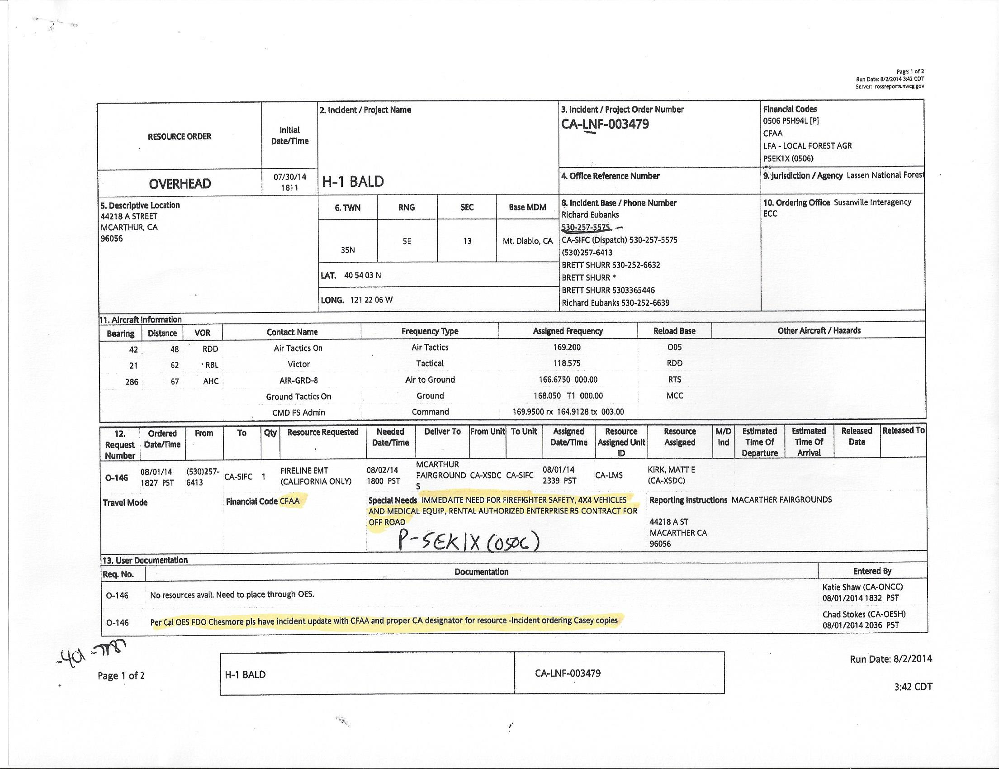 Page: 1 of 2
Run Date: 8/2/2014 3:42 CDT
Server: rossreports.nwcg.gov
RESOURCE ORDER
Initial
Date/Time
2. Incident / Project Name
3. Incident / Project Order Number
CA-LNF-003479
Financial Codes
0506 P5H94L [P]
CFAA
LFA - LOCAL FOREST AGR
P5EK1X (0506)
OVERHEAD
07/30/14
1811
H-1 BALD
4. Office Reference Number
9. Jurisdiction / Agency Lassen National Forest
5. Descriptive Location
44218 A STREET
MCARTHUR, CA
96056
6. TWN RNG SEC Base MDM
35N 5E 13 Mt. Diablo, CA
LAT. 40 54 03 N
LONG. 121 22 06 W
8. Incident Base / Phone Number
Richard Eubanks
530-257-5575
CA-SIFC (Dispatch) 530-257-5575
(530)257-6413
BRETT SHURR 530-252-6632
BRETT SHURR *
BRETT SHURR 5303365446
Richard Eubanks 530-252-6639
10. Ordering Office Susanville Interagency
ECC
11. Aircraft Information
Bearing Distance VOR Contact Name Frequency Type Assigned Frequency Reload Base Other Aircraft / Hazards
42 48 RDD Air Tactics On Air Tactics 169.200 O05
21 62 RBL Victor Tactical 118.575 RDD
286 67 AHC AIR-GRD-8 Air to Ground 166.6750 000.00 RTS
Ground Tactics On Ground 168.050 T1 000.00 MCC
CMD FS Admin Command 169.9500 rx 164.9128 tx 003.00
12.
Request
Number
Ordered
Date/Time
From
To
Qty
Resource Requested
Needed
Date/Time
Deliver To
From Unit
To Unit
Assigned
Date/Time
Resource
Assigned Unit
ID
Resource
Assigned
M/D
Ind
Estimated
Time Of
Departure
Estimated
Time Of
Arrival
Released
Date
Released To
O-146
08/01/14
1827 PST
(530)257-
6413
CA-SIFC
1
FIRELINE EMT
(CALIFORNIA ONLY)
08/02/14
1800 PST
MCARTHUR
FAIRGROUND
S
CA-XSDC
CA-SIFC
08/01/14
2339 PST
CA-LMS
KIRK, MATT E
(CA-XSDC)
Travel Mode
Financial Code CFAA
Special Needs IMMEDAITE NEED FOR FIREFIGHTER SAFETY, 4X4 VEHICLES
AND MEDICAL EQUIP, RENTAL AUTHORIZED ENTERPRISE R5 CONTRACT FOR
OFF ROAD
P-5EK1X (0506)
Reporting Instructions MACARTHER FAIRGROUNDS
44218 A ST
MACARTHER CA
96056
13. User Documentation
Req. No. Documentation Entered By
O-146 No resources avail. Need to place through OES.
Katie Shaw (CA-ONCC)
08/01/2014 1832 PST
O-146 Per Cal OES FDO Chesmore pls have incident update with CFAA and proper CA designator for resource -Incident ordering Casey copies
Chad Stokes (CA-OESH)
08/01/2014 2036 PST
Page 1 of 2
H-1 BALD
CA-LNF-003479
Run Date: 8/2/2014
3:42 CDT